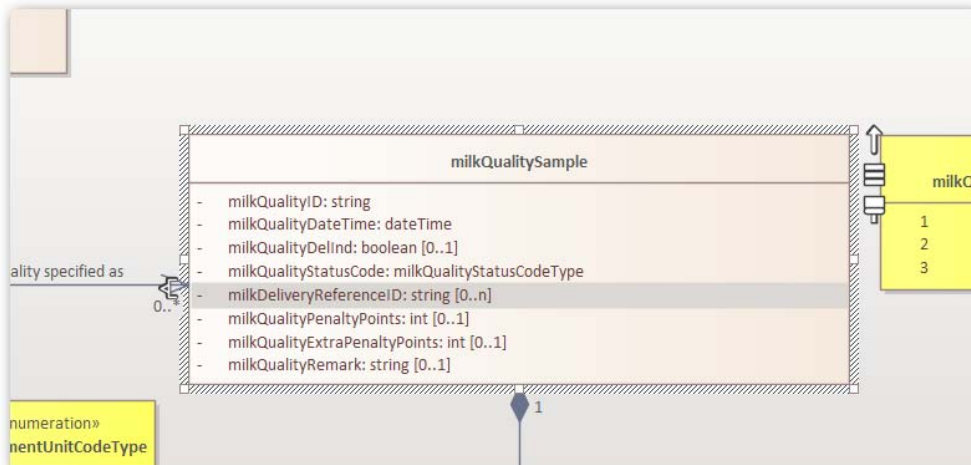 milkQualitySample
- milkQualityID: string
- milkQualityDateTime: dateTime
- milkQualityDelInd: boolean [0..1]
- milkQualityStatusCode: milkQualityStatusCodeType
- milkDeliveryReferenceID: string [0..n]
- milkQualityPenaltyPoints: int [0..1]
- milkQualityExtraPenaltyPoints: int [0..1]
- milkQualityRemark: string [0..1]
ality specified as
0..*
1
milkQ
1
2
3
numeration»
mentUnitCodeType